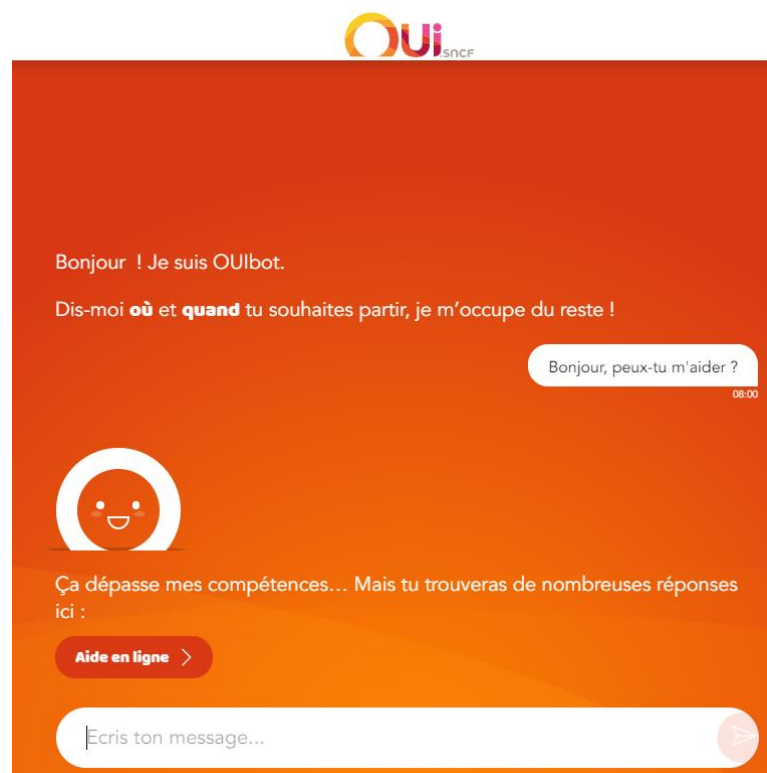 OUi.sncf
Bonjour ! Je suis OUIbot.
Dis-moi où et quand tu souhaites partir, je m'occupe du reste !
Bonjour, peux-tu m'aider ?
08:00
Ça dépasse mes compétences... Mais tu trouveras de nombreuses réponses
ici :
Aide en ligne
Ecris ton message...